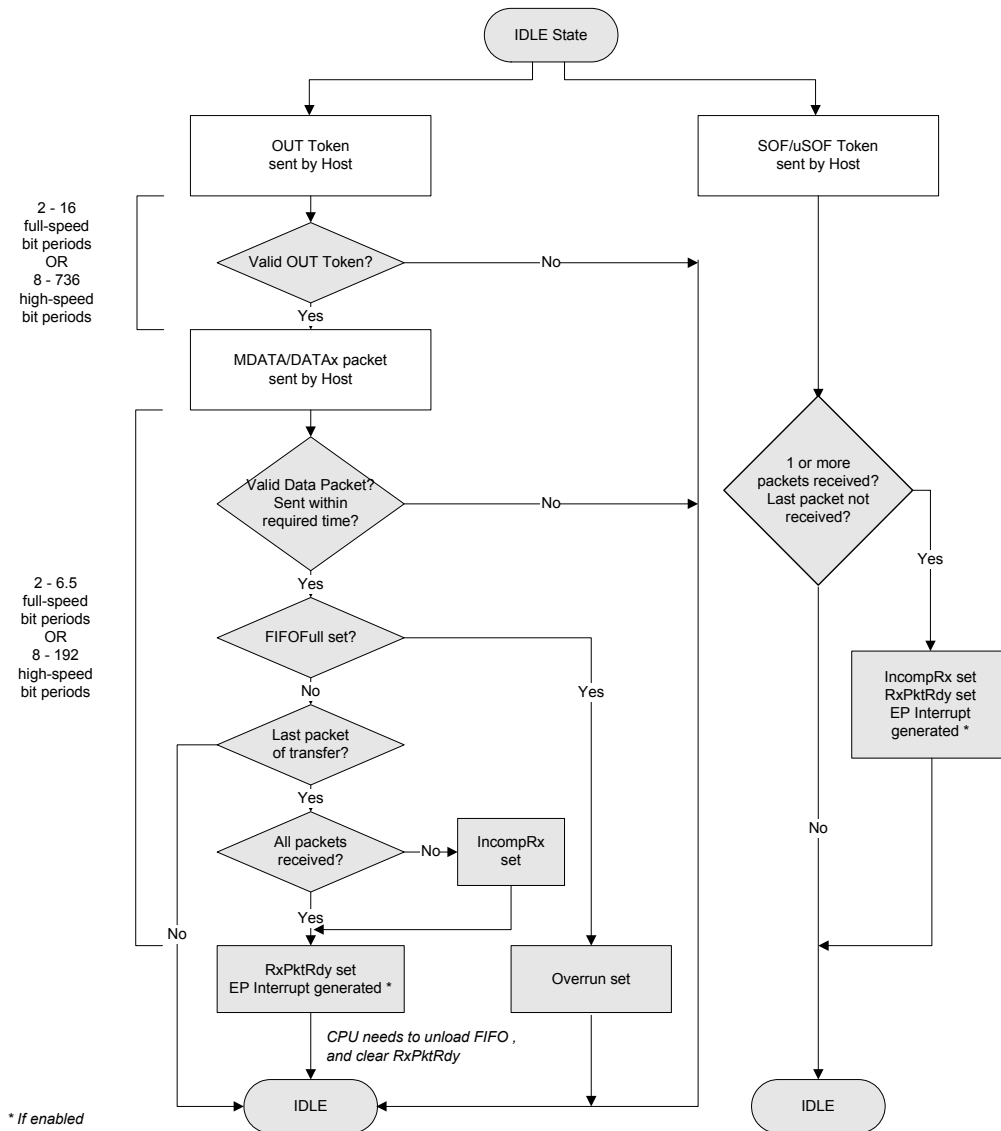 IDLE State
OUT Token
sent by Host
SOF/uSOF Token
sent by Host
2 - 16
full-speed
bit periods
OR
8 - 736
high-speed
bit periods
Valid OUT Token?
No
Yes
MDATA/DATAx packet
sent by Host
Valid Data Packet?
Sent within
required time?
No
Yes
1 or more
packets received?
Last packet not
received?
Yes
2 - 6.5
full-speed
bit periods
OR
8 - 192
high-speed
bit periods
FIFOFull set?
Yes
No
IncompRx set
RxPktRdy set
EP Interrupt
generated *
Last packet
of transfer?
Yes
No
All packets
received?
No
IncompRx
set
Yes
No
RxPktRdy set
EP Interrupt generated *
Overrun set
CPU needs to unload FIFO ,
and clear RxPktRdy
IDLE
IDLE
* If enabled